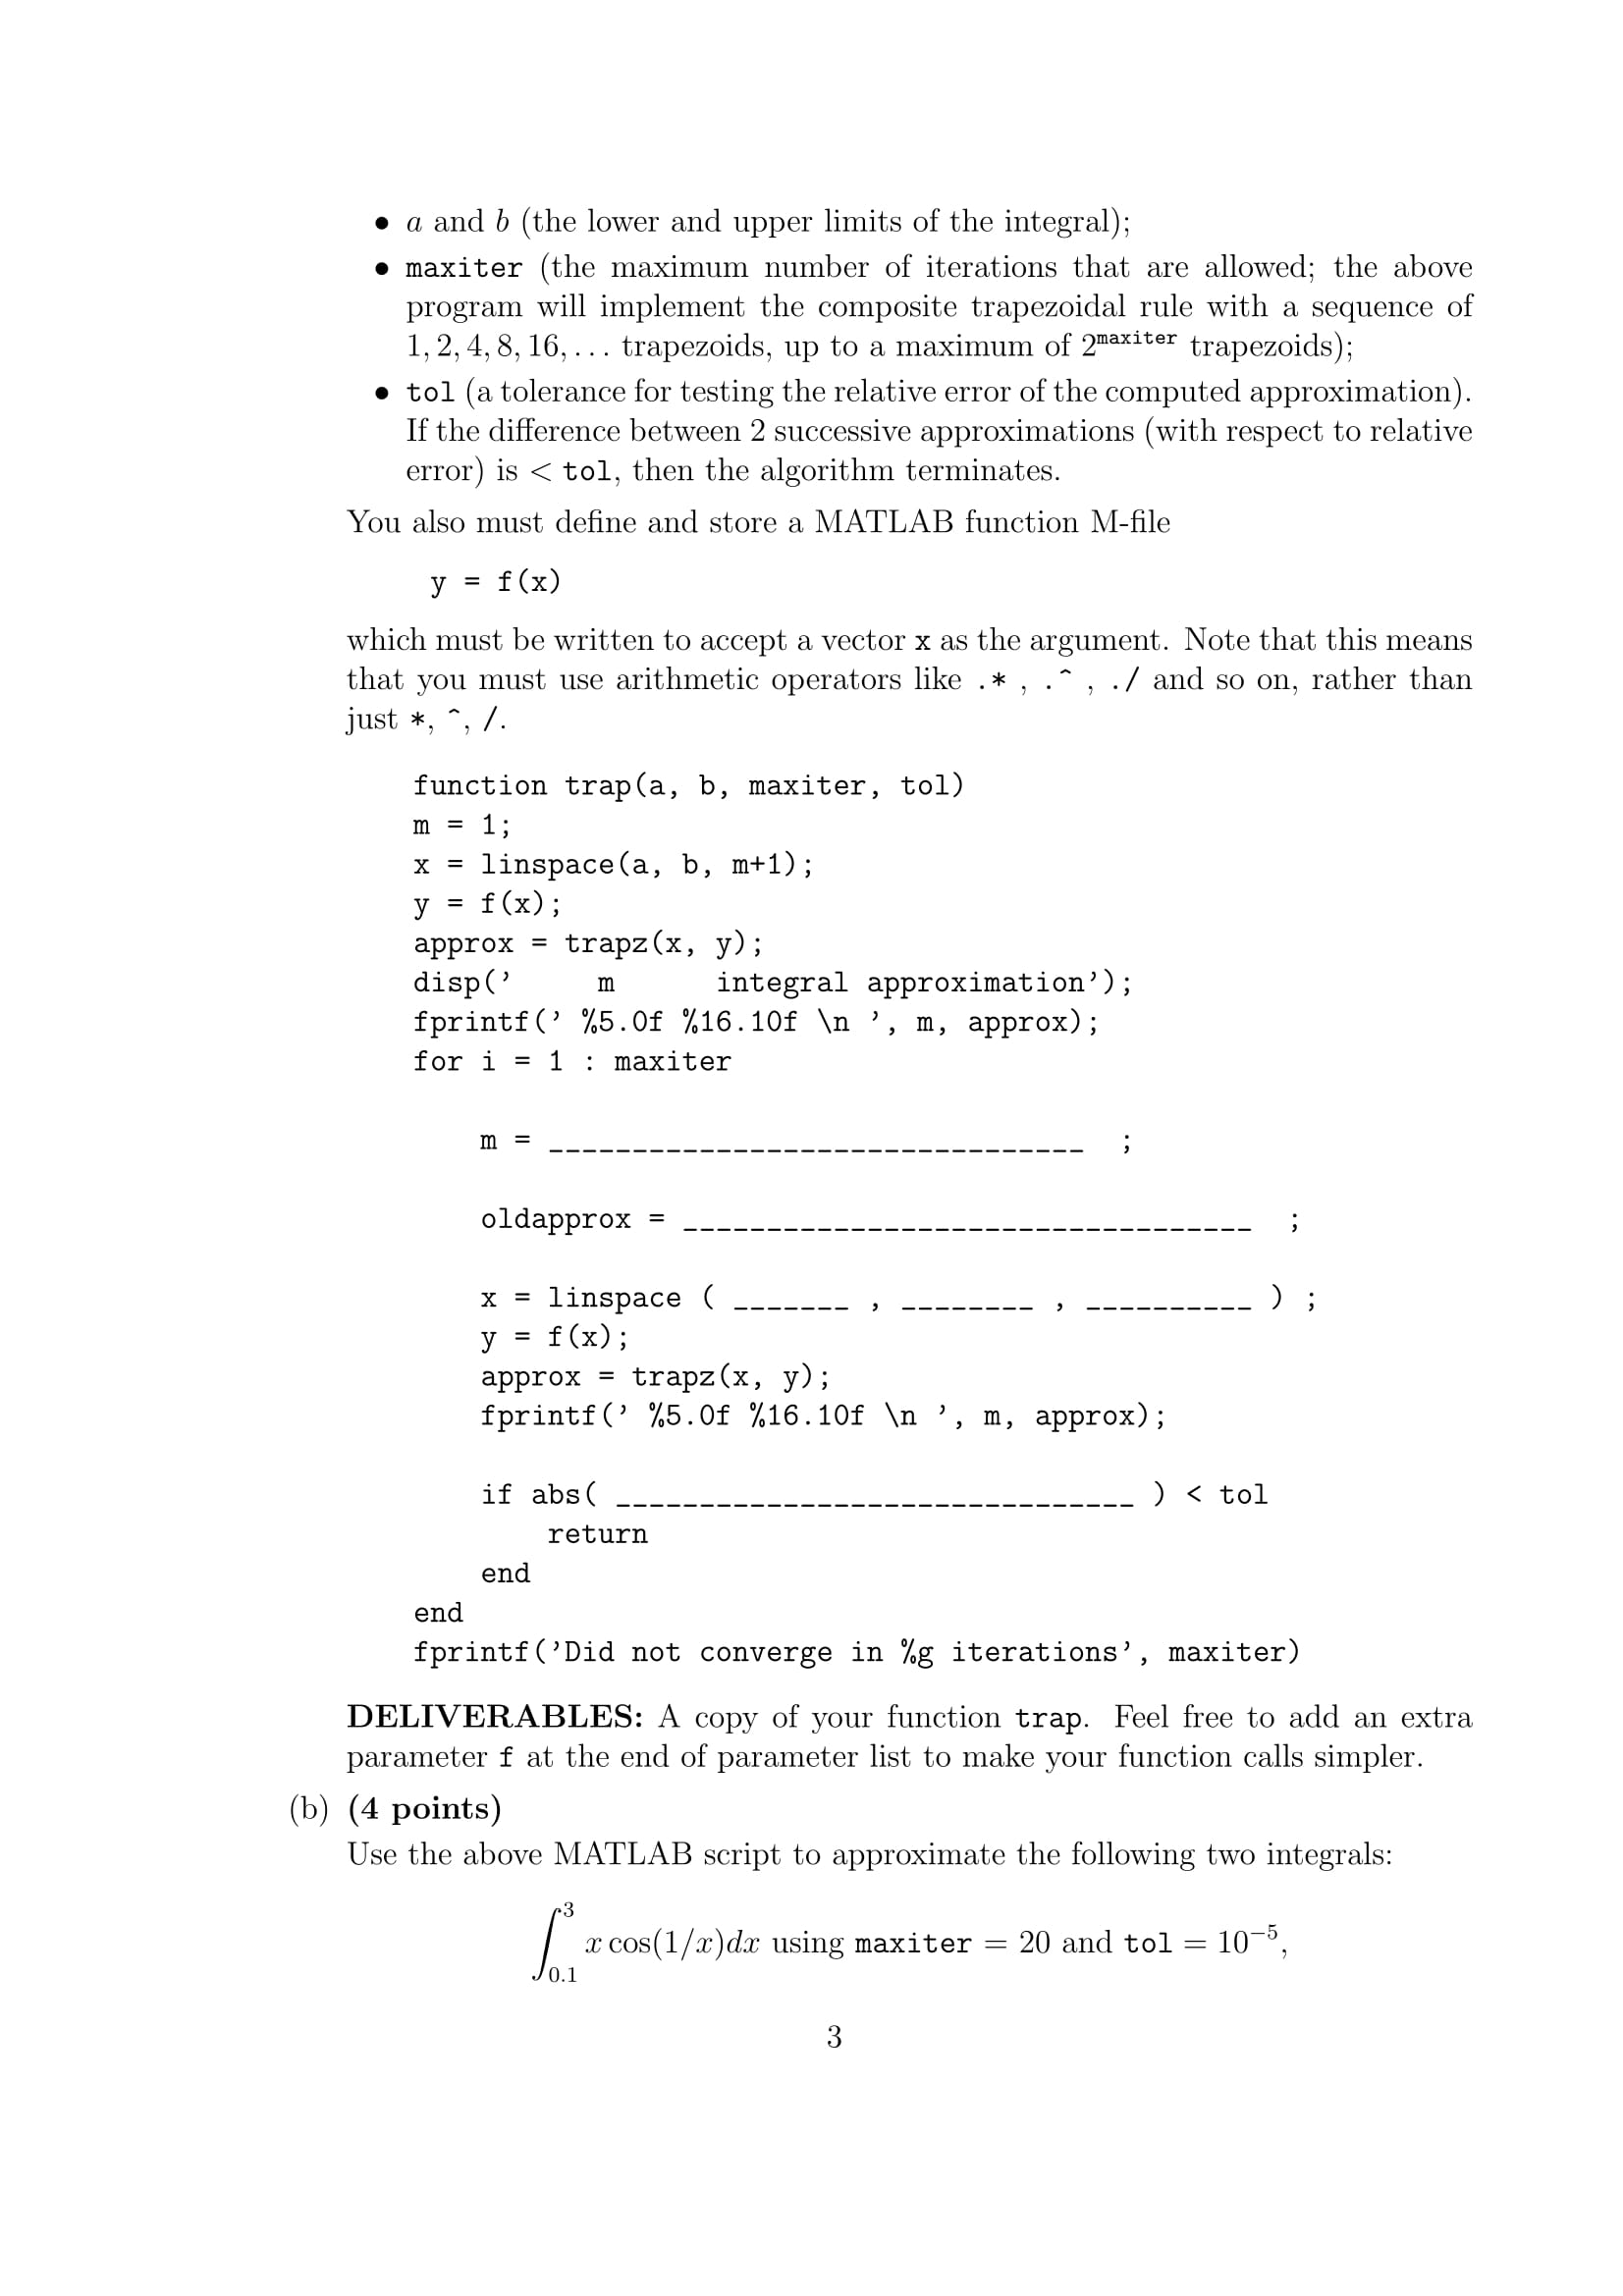 • a and b (the lower and upper limits of the integral);
• maxiter (the maximum number of iterations that are allowed; the above
program will implement the composite trapezoidal rule with a sequence of
1, 2, 4, 8, 16, . . . trapezoids, up to a maximum of 2^maxiter trapezoids);
• tol (a tolerance for testing the relative error of the computed approximation).
If the difference between 2 successive approximations (with respect to relative
error) is < tol, then the algorithm terminates.
You also must define and store a MATLAB function M-file
y = f(x)
which must be written to accept a vector x as the argument. Note that this means
that you must use arithmetic operators like .* , .^ , ./ and so on, rather than
just *, ^, /.
function trap(a, b, maxiter, tol)
m = 1;
x = linspace(a, b, m+1);
y = f(x);
approx = trapz(x, y);
disp('     m      integral approximation');
fprintf(' %5.0f %16.10f \n ', m, approx);
for i = 1 : maxiter
m = ________________________________  ;
oldapprox = __________________________________  ;
x = linspace ( _______ , ________ , __________ ) ;
y = f(x);
approx = trapz(x, y);
fprintf(' %5.0f %16.10f \n ', m, approx);
if abs( _______________________________ ) < tol
return
end
end
fprintf('Did not converge in %g iterations', maxiter)
DELIVERABLES: A copy of your function trap. Feel free to add an extra
parameter f at the end of parameter list to make your function calls simpler.
(b) (4 points)
Use the above MATLAB script to approximate the following two integrals:
∫_{0.1}^{3} x cos(1/x)dx using maxiter = 20 and tol = 10^{−5},
3